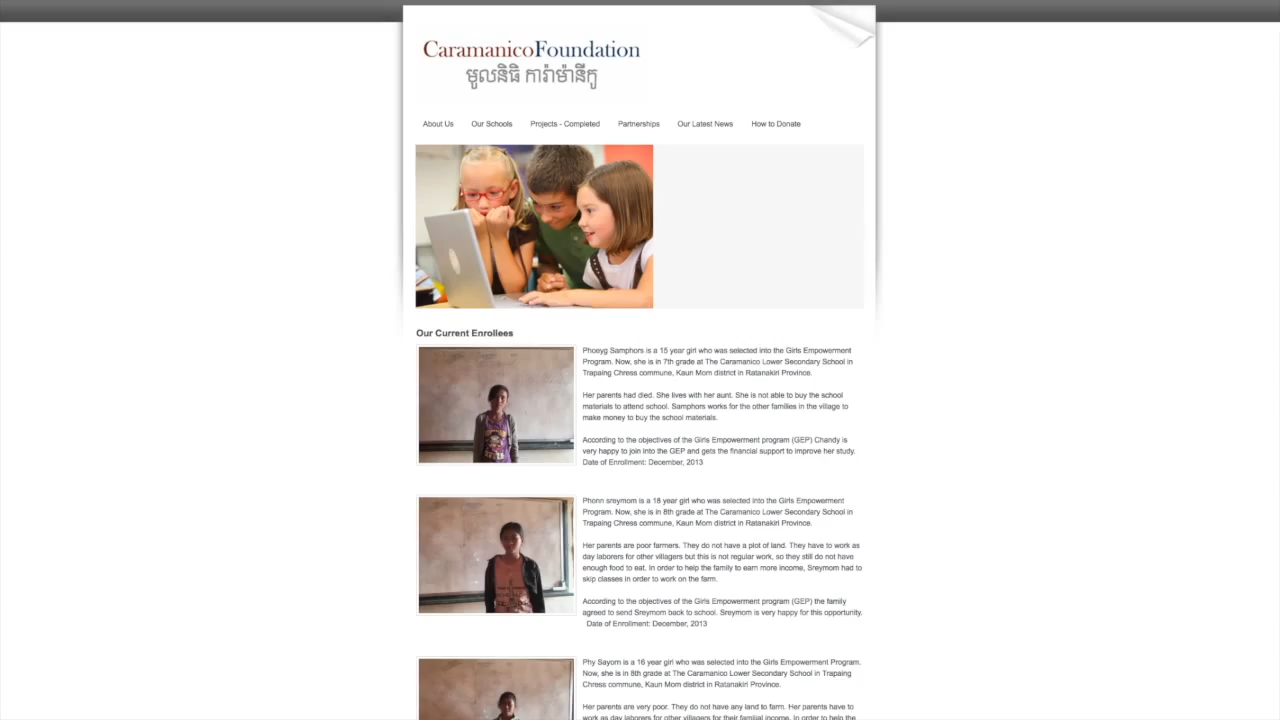 CaramanicoFoundation
មូលនិធិ ការ៉ាម៉ានីកូ
About Us Our Schools Projects - Completed Partnerships Our Latest News How to Donate
Our Current Enrollees
Phoeyg Samphors is a 15 year girl who was selected into the Girls Empowerment
Program. Now, she is in 7th grade at The Caramanico Lower Secondary School in
Trapaing Chress commune, Kaun Mom district in Ratanakiri Province.
Her parents had died. She lives with her aunt. She is not able to buy the school
materials to attend school. Samphors works for the other families in the village to
make money to buy the school materials.
According to the objectives of the Girls Empowerment program (GEP) Chandy is
very happy to join into the GEP and gets the financial support to improve her study.
Date of Enrollment: December, 2013
Phonn sreymom is a 18 year girl who was selected into the Girls Empowerment
Program. Now, she is in 8th grade at The Caramanico Lower Secondary School in
Trapaing Chress commune, Kaun Mom district in Ratanakiri Province.
Her parents are poor farmers. They do not have a plot of land. They have to work as
day laborers for other villagers but this is not regular work, so they still do not have
enough food to eat. In order to help the family to earn more income, Sreymom had to
skip classes in order to work on the farm.
According to the objectives of the Girls Empowerment program (GEP) the family
agreed to send Sreymom back to school. Sreymom is very happy for this opportunity.
Date of Enrollment: December, 2013
Phy Sayom is a 16 year girl who was selected into the Girls Empowerment Program.
Now, she is in 8th grade at The Caramanico Lower Secondary School in Trapaing
Chress commune, Kaun Mom district in Ratanakiri Province.
Her parents are very poor. They do not have any land to farm. Her parents have to
work as day laborers for other villagers for their familial income. In order to help the